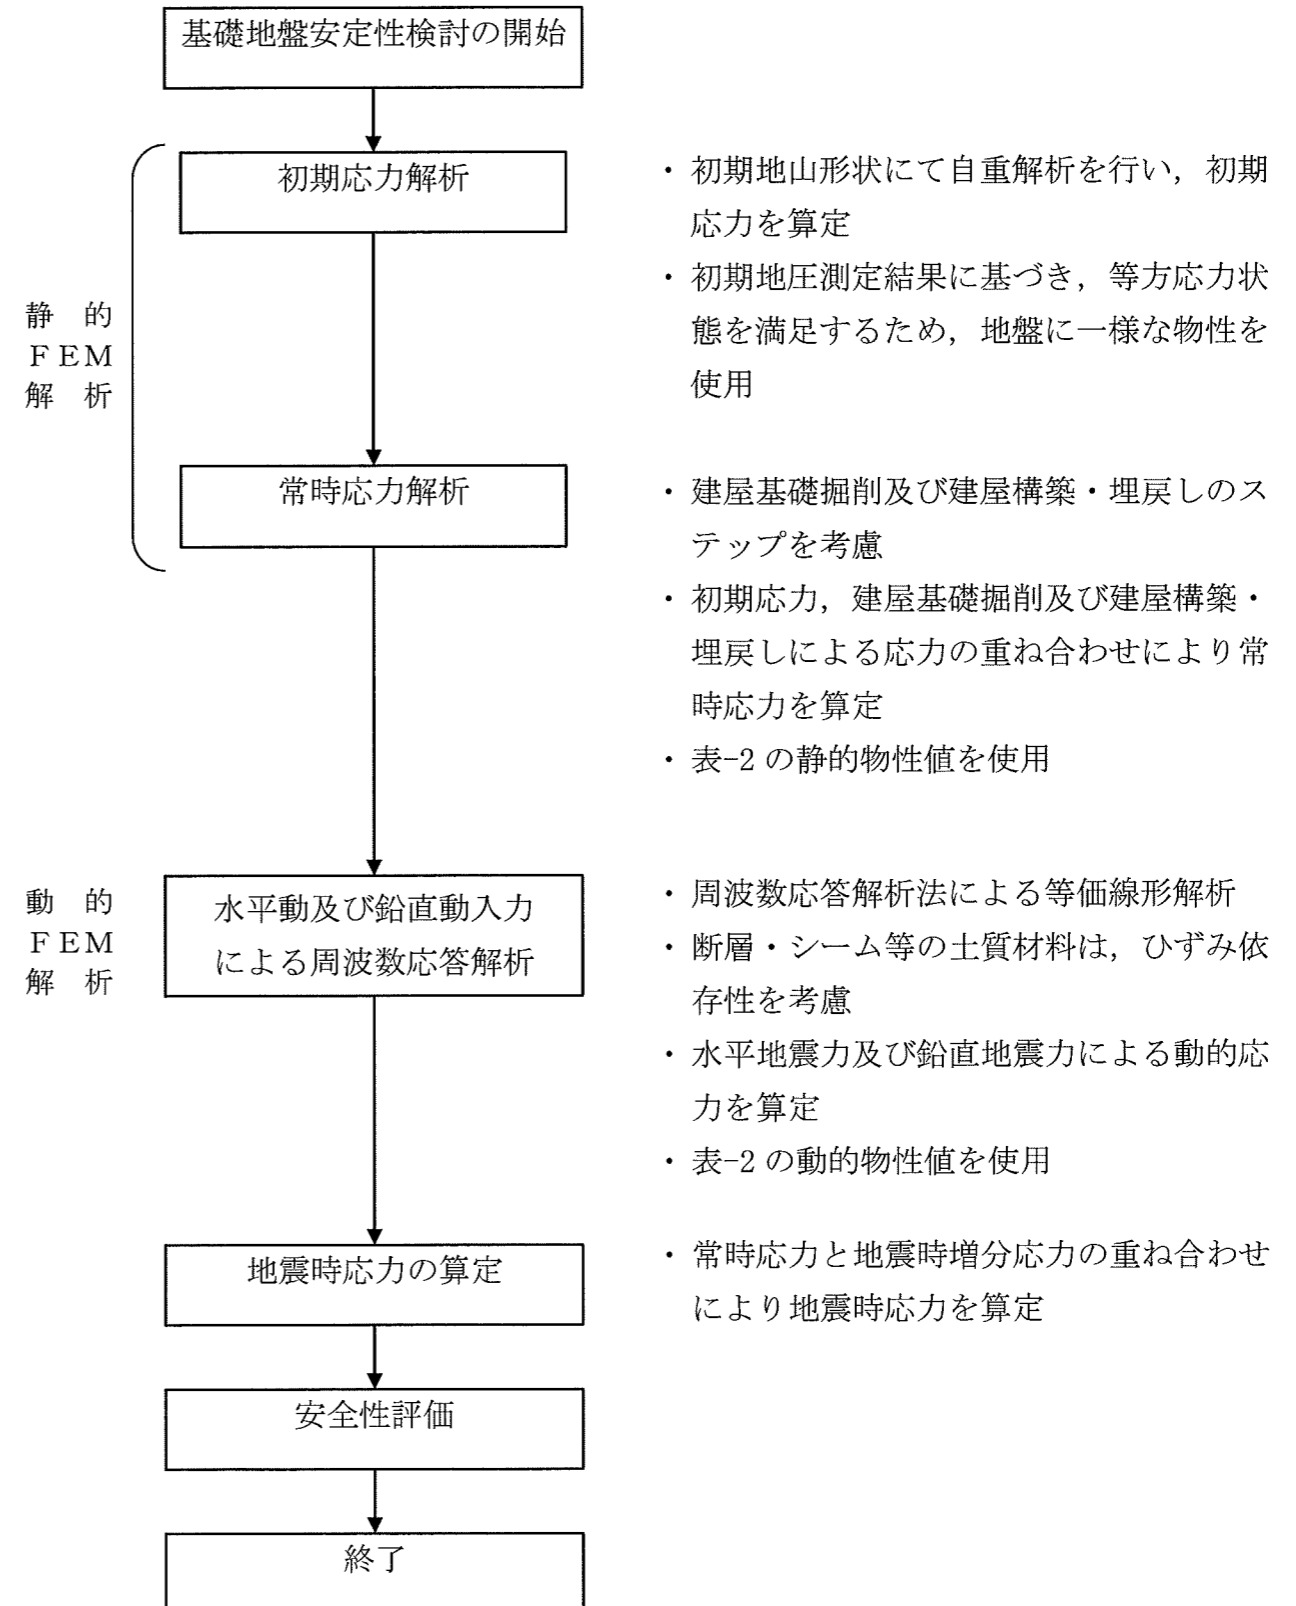 基礎地盤安定性検討の開始
初期応力解析
・ 初期地山形状にて自重解析を行い，初期
応力を算定
・ 初期地圧測定結果に基づき，等方応力状
態を満足するため，地盤に一様な物性を
使用
静 的
ＦＥＭ
解 析
常時応力解析
・ 建屋基礎掘削及び建屋構築・埋戻しのス
テップを考慮
・ 初期応力，建屋基礎掘削及び建屋構築・
埋戻しによる応力の重ね合わせにより常
時応力を算定
・ 表-2 の静的物性値を使用
動 的
ＦＥＭ
解 析
水平動及び鉛直動入力
による周波数応答解析
・ 周波数応答解析法による等価線形解析
・ 断層・シーム等の土質材料は，ひずみ依
存性を考慮
・ 水平地震力及び鉛直地震力による動的応
力を算定
・ 表-2 の動的物性値を使用
地震時応力の算定
・ 常時応力と地震時増分応力の重ね合わせ
により地震時応力を算定
安全性評価
終了